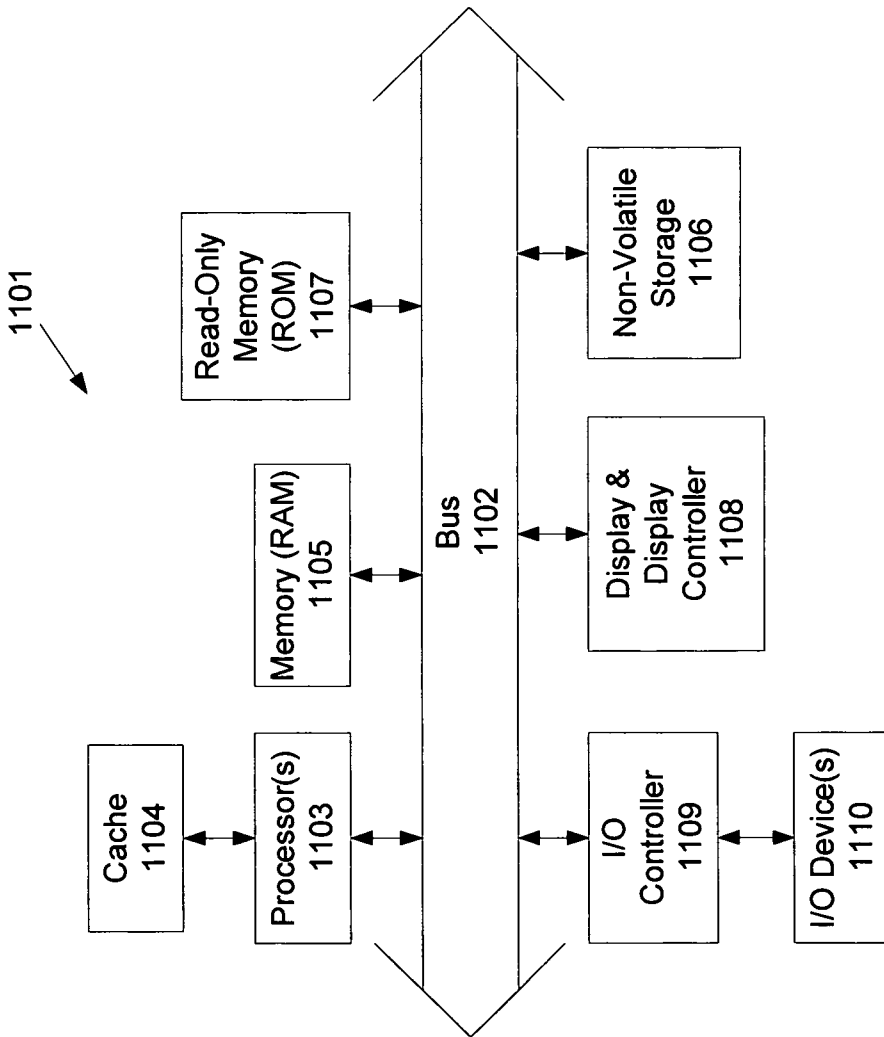 1101
Cache
1104
Processor(s)
1103
Memory (RAM)
1105
Read-Only
Memory
(ROM)
1107
Bus
1102
I/O
Controller
1109
Display &
Display
Controller
1108
Non-Volatile
Storage
1106
I/O Device(s)
1110